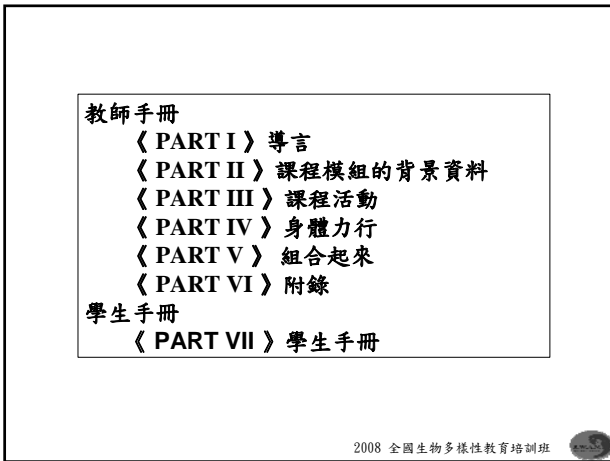 教師手冊
《 PART I 》導言
《 PART II 》課程模組的背景資料
《 PART III 》課程活動
《 PART IV 》身體力行
《 PART V 》 組合起來
《 PART VI 》附錄
學生手冊
《 PART VII 》學生手冊
2008 全國生物多樣性教育培訓班